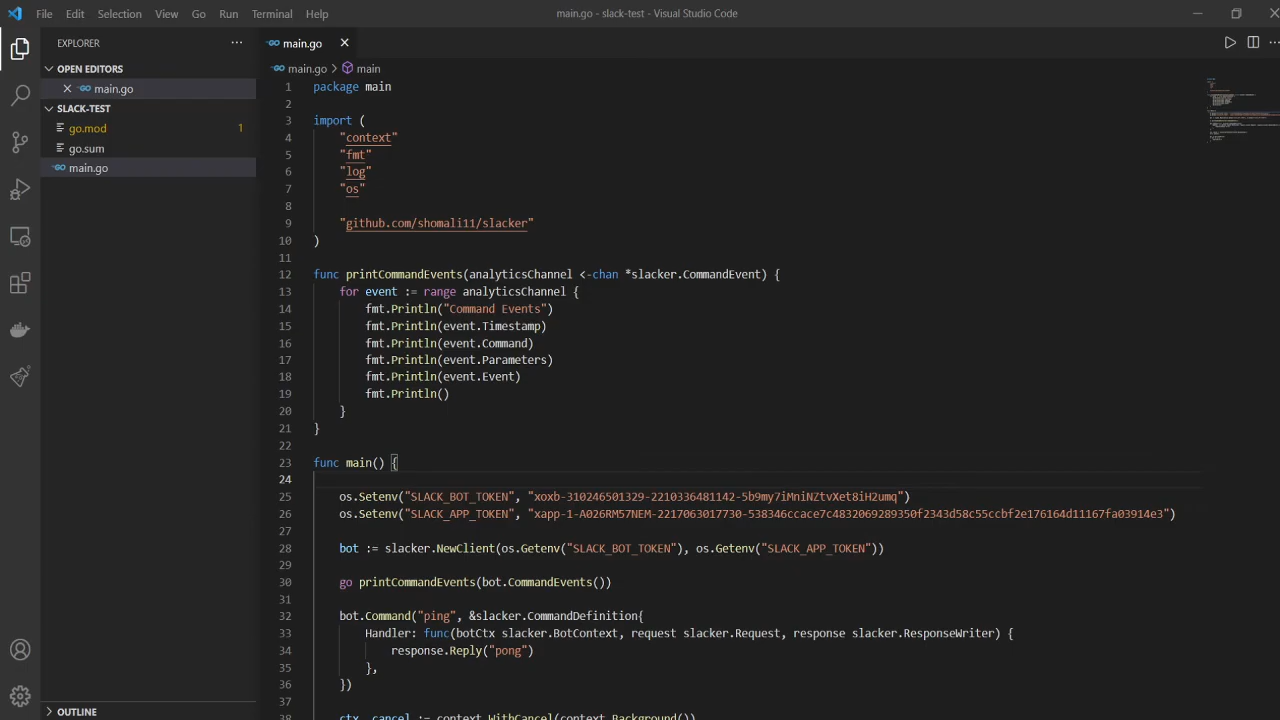 File Edit Selection View Go Run Terminal Help
main.go - slack-test - Visual Studio Code
EXPLORER
OPEN EDITORS
main.go
SLACK-TEST
go.mod 1
go.sum
main.go
OUTLINE
main.go
main.go > main
1 package main
2
3 import (
4 "context"
5 "fmt"
6 "log"
7 "os"
8
9 "github.com/shomali11/slacker"
10 )
11
12 func printCommandEvents(analyticsChannel <-chan *slacker.CommandEvent) {
13 for event := range analyticsChannel {
14 fmt.Println("Command Events")
15 fmt.Println(event.Timestamp)
16 fmt.Println(event.Command)
17 fmt.Println(event.Parameters)
18 fmt.Println(event.Event)
19 fmt.Println()
20 }
21 }
22
23 func main() {
24
25 os.Setenv("SLACK_BOT_TOKEN", "xoxb-310246501329-2210336481142-5b9my7iMniNZtvXet8iH2umq")
26 os.Setenv("SLACK_APP_TOKEN", "xapp-1-A026RM57NEM-2217063017730-538346ccace7c4832069289350f2343d58c55ccbf2e176164d11167fa03914e3")
27
28 bot := slacker.NewClient(os.Getenv("SLACK_BOT_TOKEN"), os.Getenv("SLACK_APP_TOKEN"))
29
30 go printCommandEvents(bot.CommandEvents())
31
32 bot.Command("ping", &slacker.CommandDefinition{
33 Handler: func(botCtx slacker.BotContext, request slacker.Request, response slacker.ResponseWriter) {
34 response.Reply("pong")
35 },
36 })
37
38 ctx, cancel := context.WithCancel(context.Background())